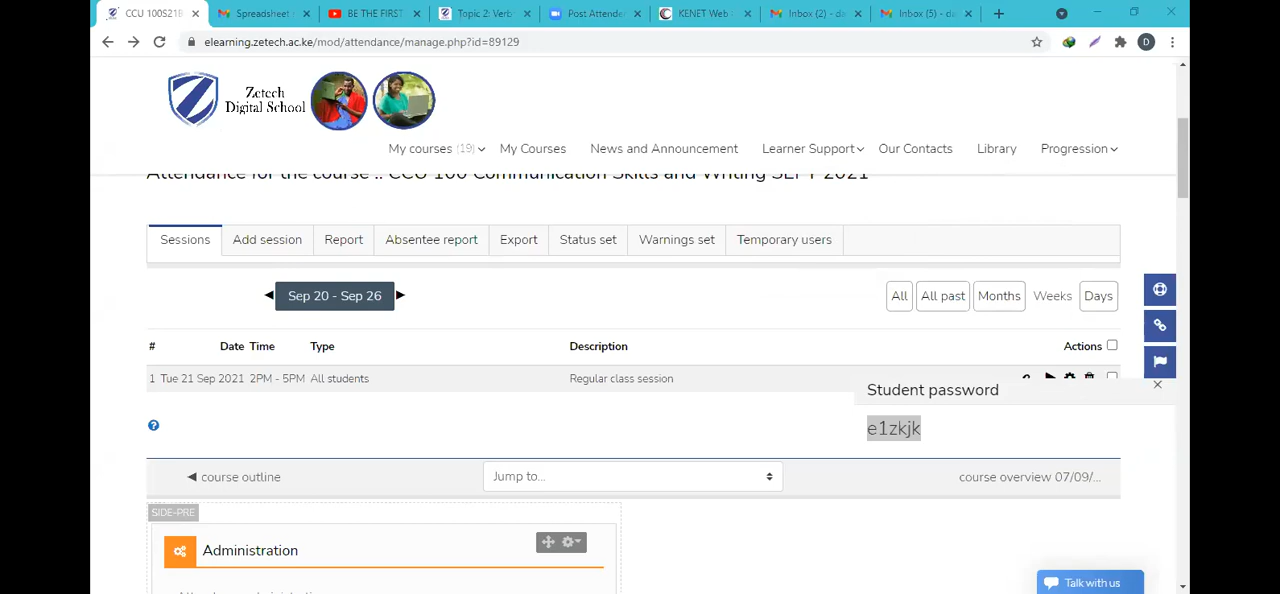 CCU 100S21B
Spreadsheet
BE THE FIRST
Topic 2: Verb
Post Attende
KENET Web
Inbox (2) - da
Inbox (5) - da
elearning.zetech.ac.ke/mod/attendance/manage.php?id=89129
D
Zetech
Digital School
My courses (19) My Courses News and Announcement Learner Support Our Contacts Library Progression
Attendance for the course :: CCU 100 Communication Skills and Writing SEPT 2021
Sessions Add session Report Absentee report Export Status set Warnings set Temporary users
Sep 20 - Sep 26
All All past Months Weeks Days
# Date Time Type Description Actions
1 Tue 21 Sep 2021 2PM - 5PM All students Regular class session
Student password
e1zkjk
course outline
Jump to...
course overview 07/09/...
SIDE-PRE
Administration
Talk with us